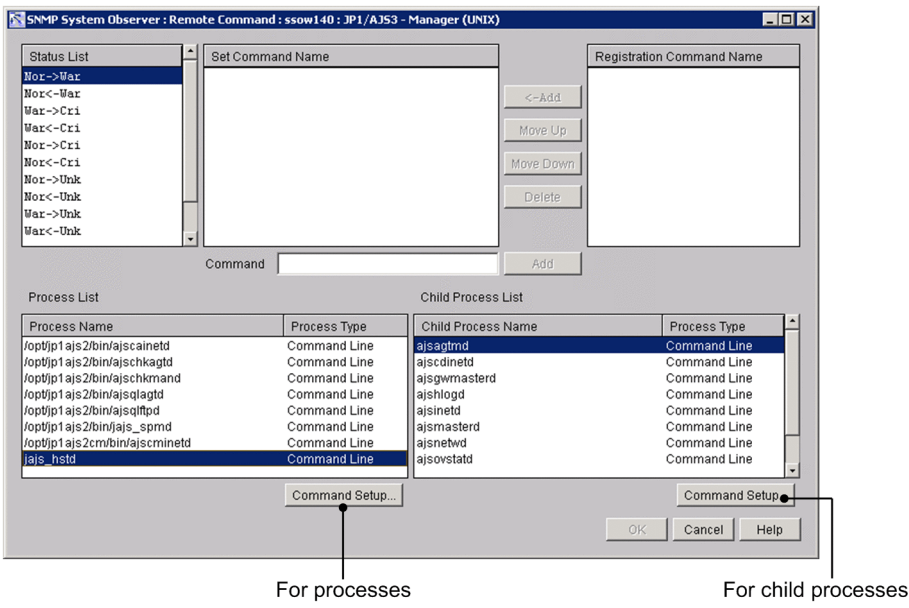 SNMP System Observer : Remote Command : ssow140 : JP1/AJS3 - Manager (UNIX)
Status List
Set Command Name
Registration Command Name
Nor->War
Nor<-War
War->Cri
War<-Cri
Nor->Cri
Nor<-Cri
Nor->Unk
Nor<-Unk
War->Unk
War<-Unk
<-Add
Move Up
Move Down
Delete
Command
Add
Process List
Child Process List
Process Name Process Type
/opt/jp1ajs2/bin/ajscainetd Command Line
/opt/jp1ajs2/bin/ajschkagtd Command Line
/opt/jp1ajs2/bin/ajschkmand Command Line
/opt/jp1ajs2/bin/ajsqlagtd Command Line
/opt/jp1ajs2/bin/ajsqlftpd Command Line
/opt/jp1ajs2/bin/jajs_spmd Command Line
/opt/jp1ajs2cm/bin/ajscminetd Command Line
jajs_hstd Command Line
Child Process Name Process Type
ajsagtmd Command Line
ajscdinetd Command Line
ajsgwmasterd Command Line
ajshlogd Command Line
ajsinetd Command Line
ajsmasterd Command Line
ajsnetwd Command Line
ajsovstatd Command Line
Command Setup...
Command Setup
OK Cancel Help
For processes
For child processes